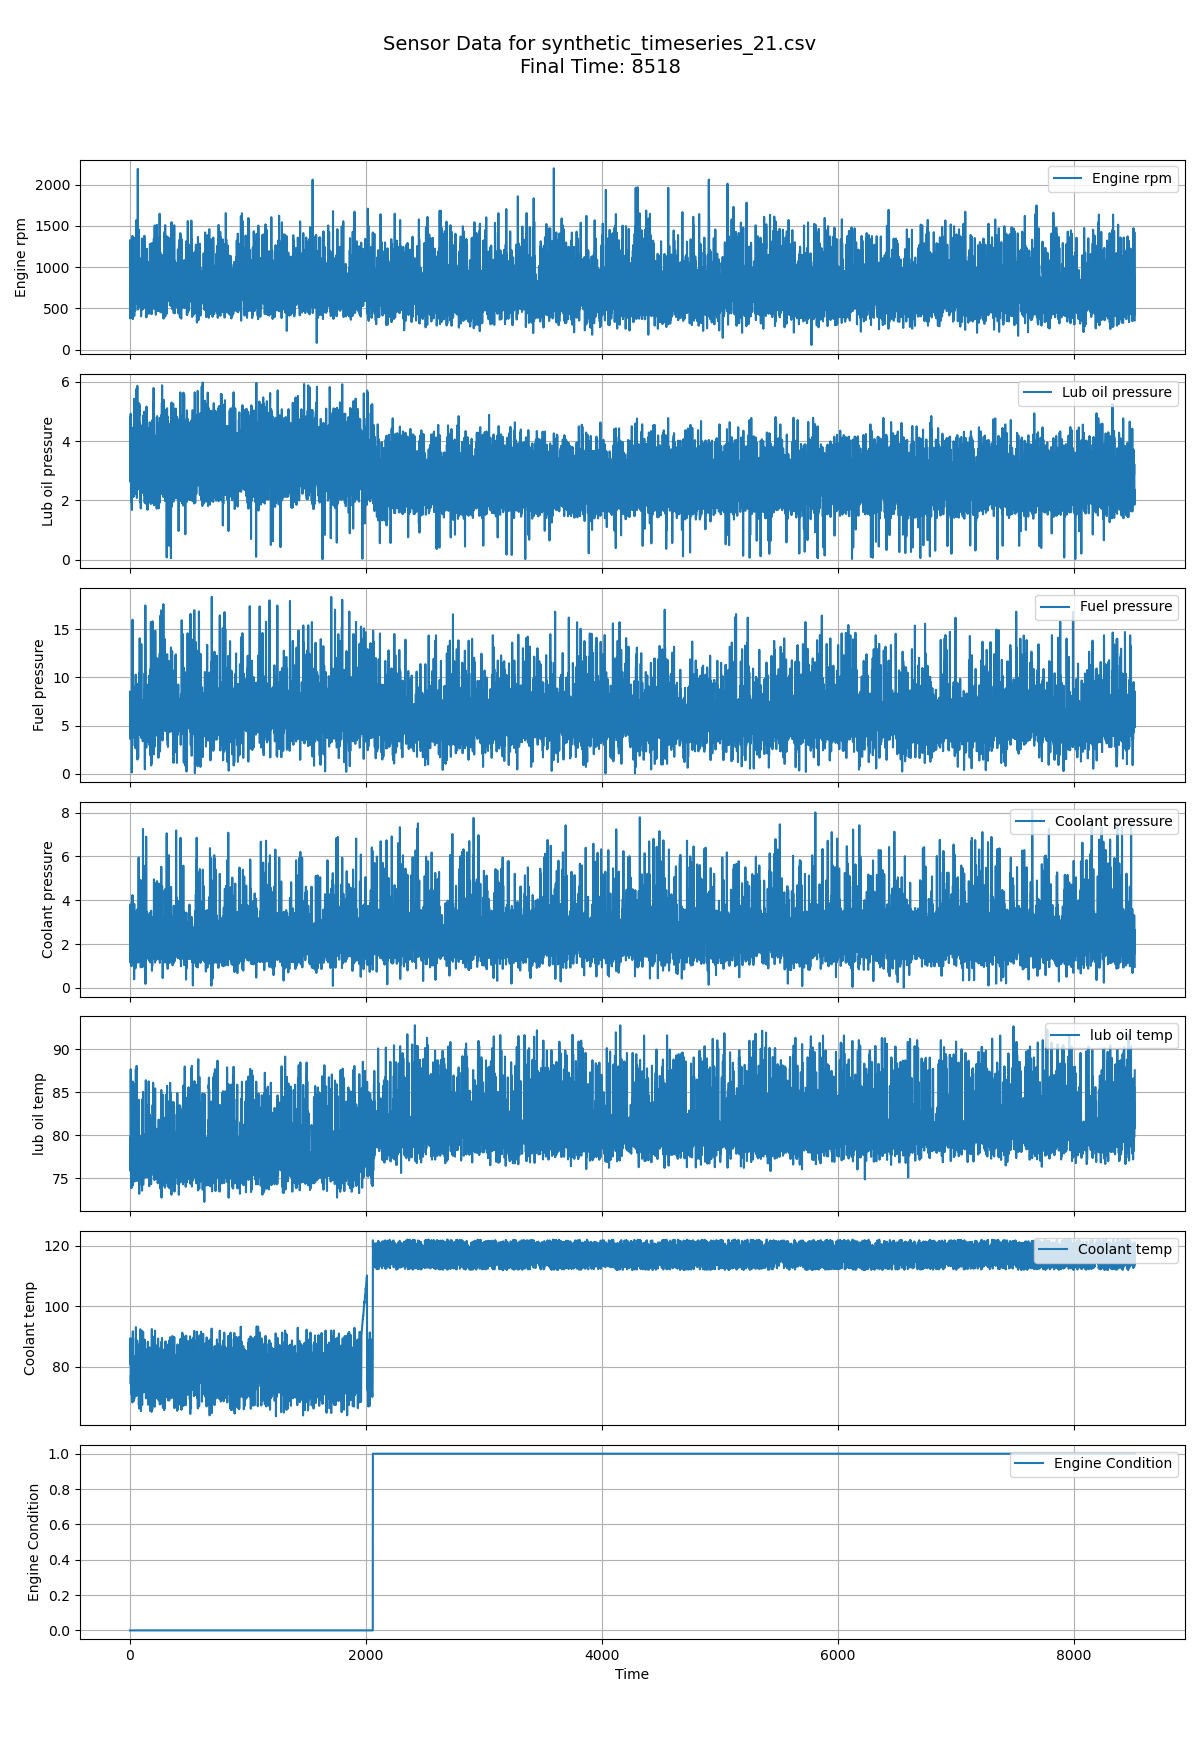 Sensor Data for synthetic_timeseries_21.csv
Final Time: 8518
Engine rpm
2000
1500
1000
500
0
Engine rpm
Lub oil pressure
6
4
2
0
Lub oil pressure
Fuel pressure
15
10
5
0
Fuel pressure
Coolant pressure
8
6
4
2
0
Coolant pressure
lub oil temp
90
85
80
75
lub oil temp
Coolant temp
120
100
80
Coolant temp
Engine Condition
1.0
0.8
0.6
0.4
0.2
0.0
Engine Condition
0 2000 4000 6000 8000
Time